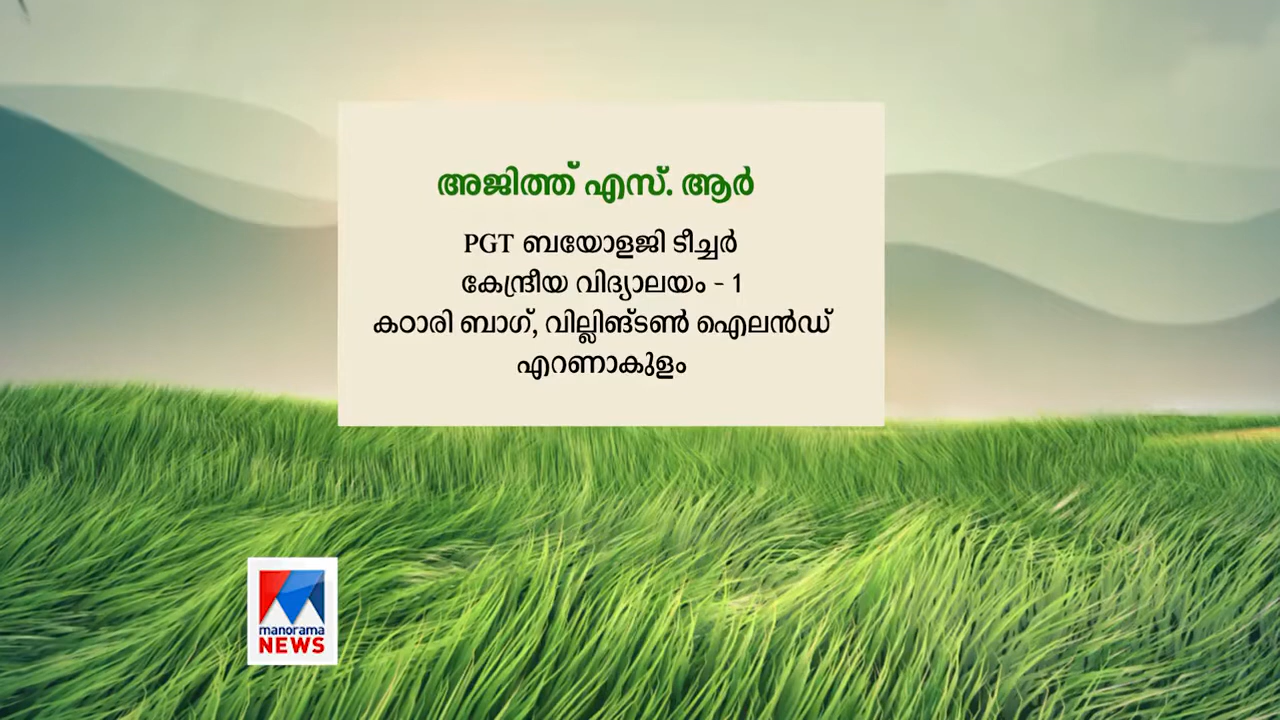 അജിത്ത് എസ്. ആർ
PGT ബയോളജി ടീച്ചർ
കേന്ദ്രീയ വിദ്യാലയം - 1
കഠാരി ബാഗ്, വില്ലിങ്ടൺ ഐലൻഡ്
എറണാകുളം
manorama
NEWS